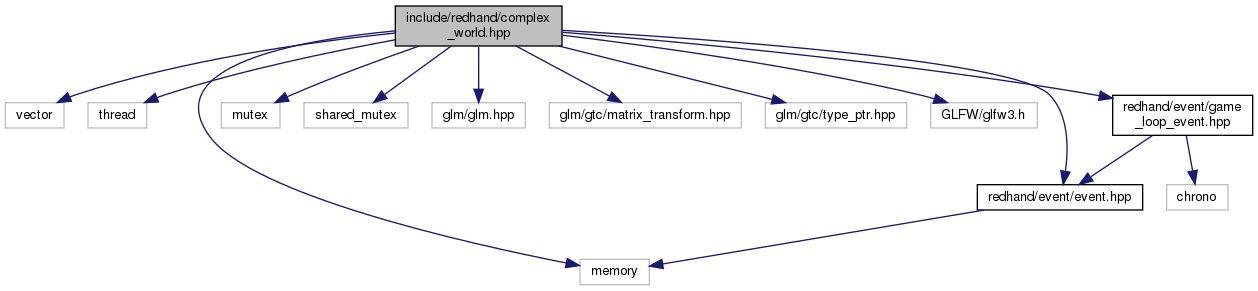 include/redhand/complex
_world.hpp
vector
thread
mutex
shared_mutex
glm/glm.hpp
glm/gtc/matrix_transform.hpp
glm/gtc/type_ptr.hpp
GLFW/glfw3.h
redhand/event/game
_loop_event.hpp
redhand/event/event.hpp
chrono
memory